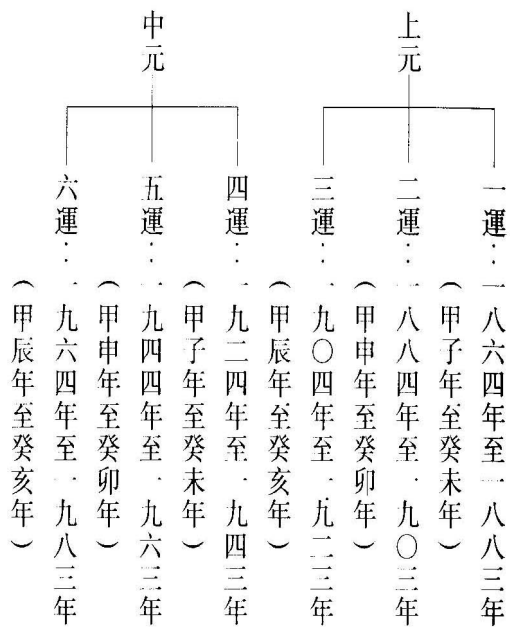 上元
一運：一八六四年至一八八三年
（甲子年至癸未年）
二運：一八八四年至一九〇三年
（甲申年至癸卯年）
三運：一九〇四年至一九二三年
（甲辰年至癸亥年）
中元
四運：一九二四年至一九四三年
（甲子年至癸未年）
五運：一九四四年至一九六三年
（甲申年至癸卯年）
六運：一九六四年至一九八三年
（甲辰年至癸亥年）